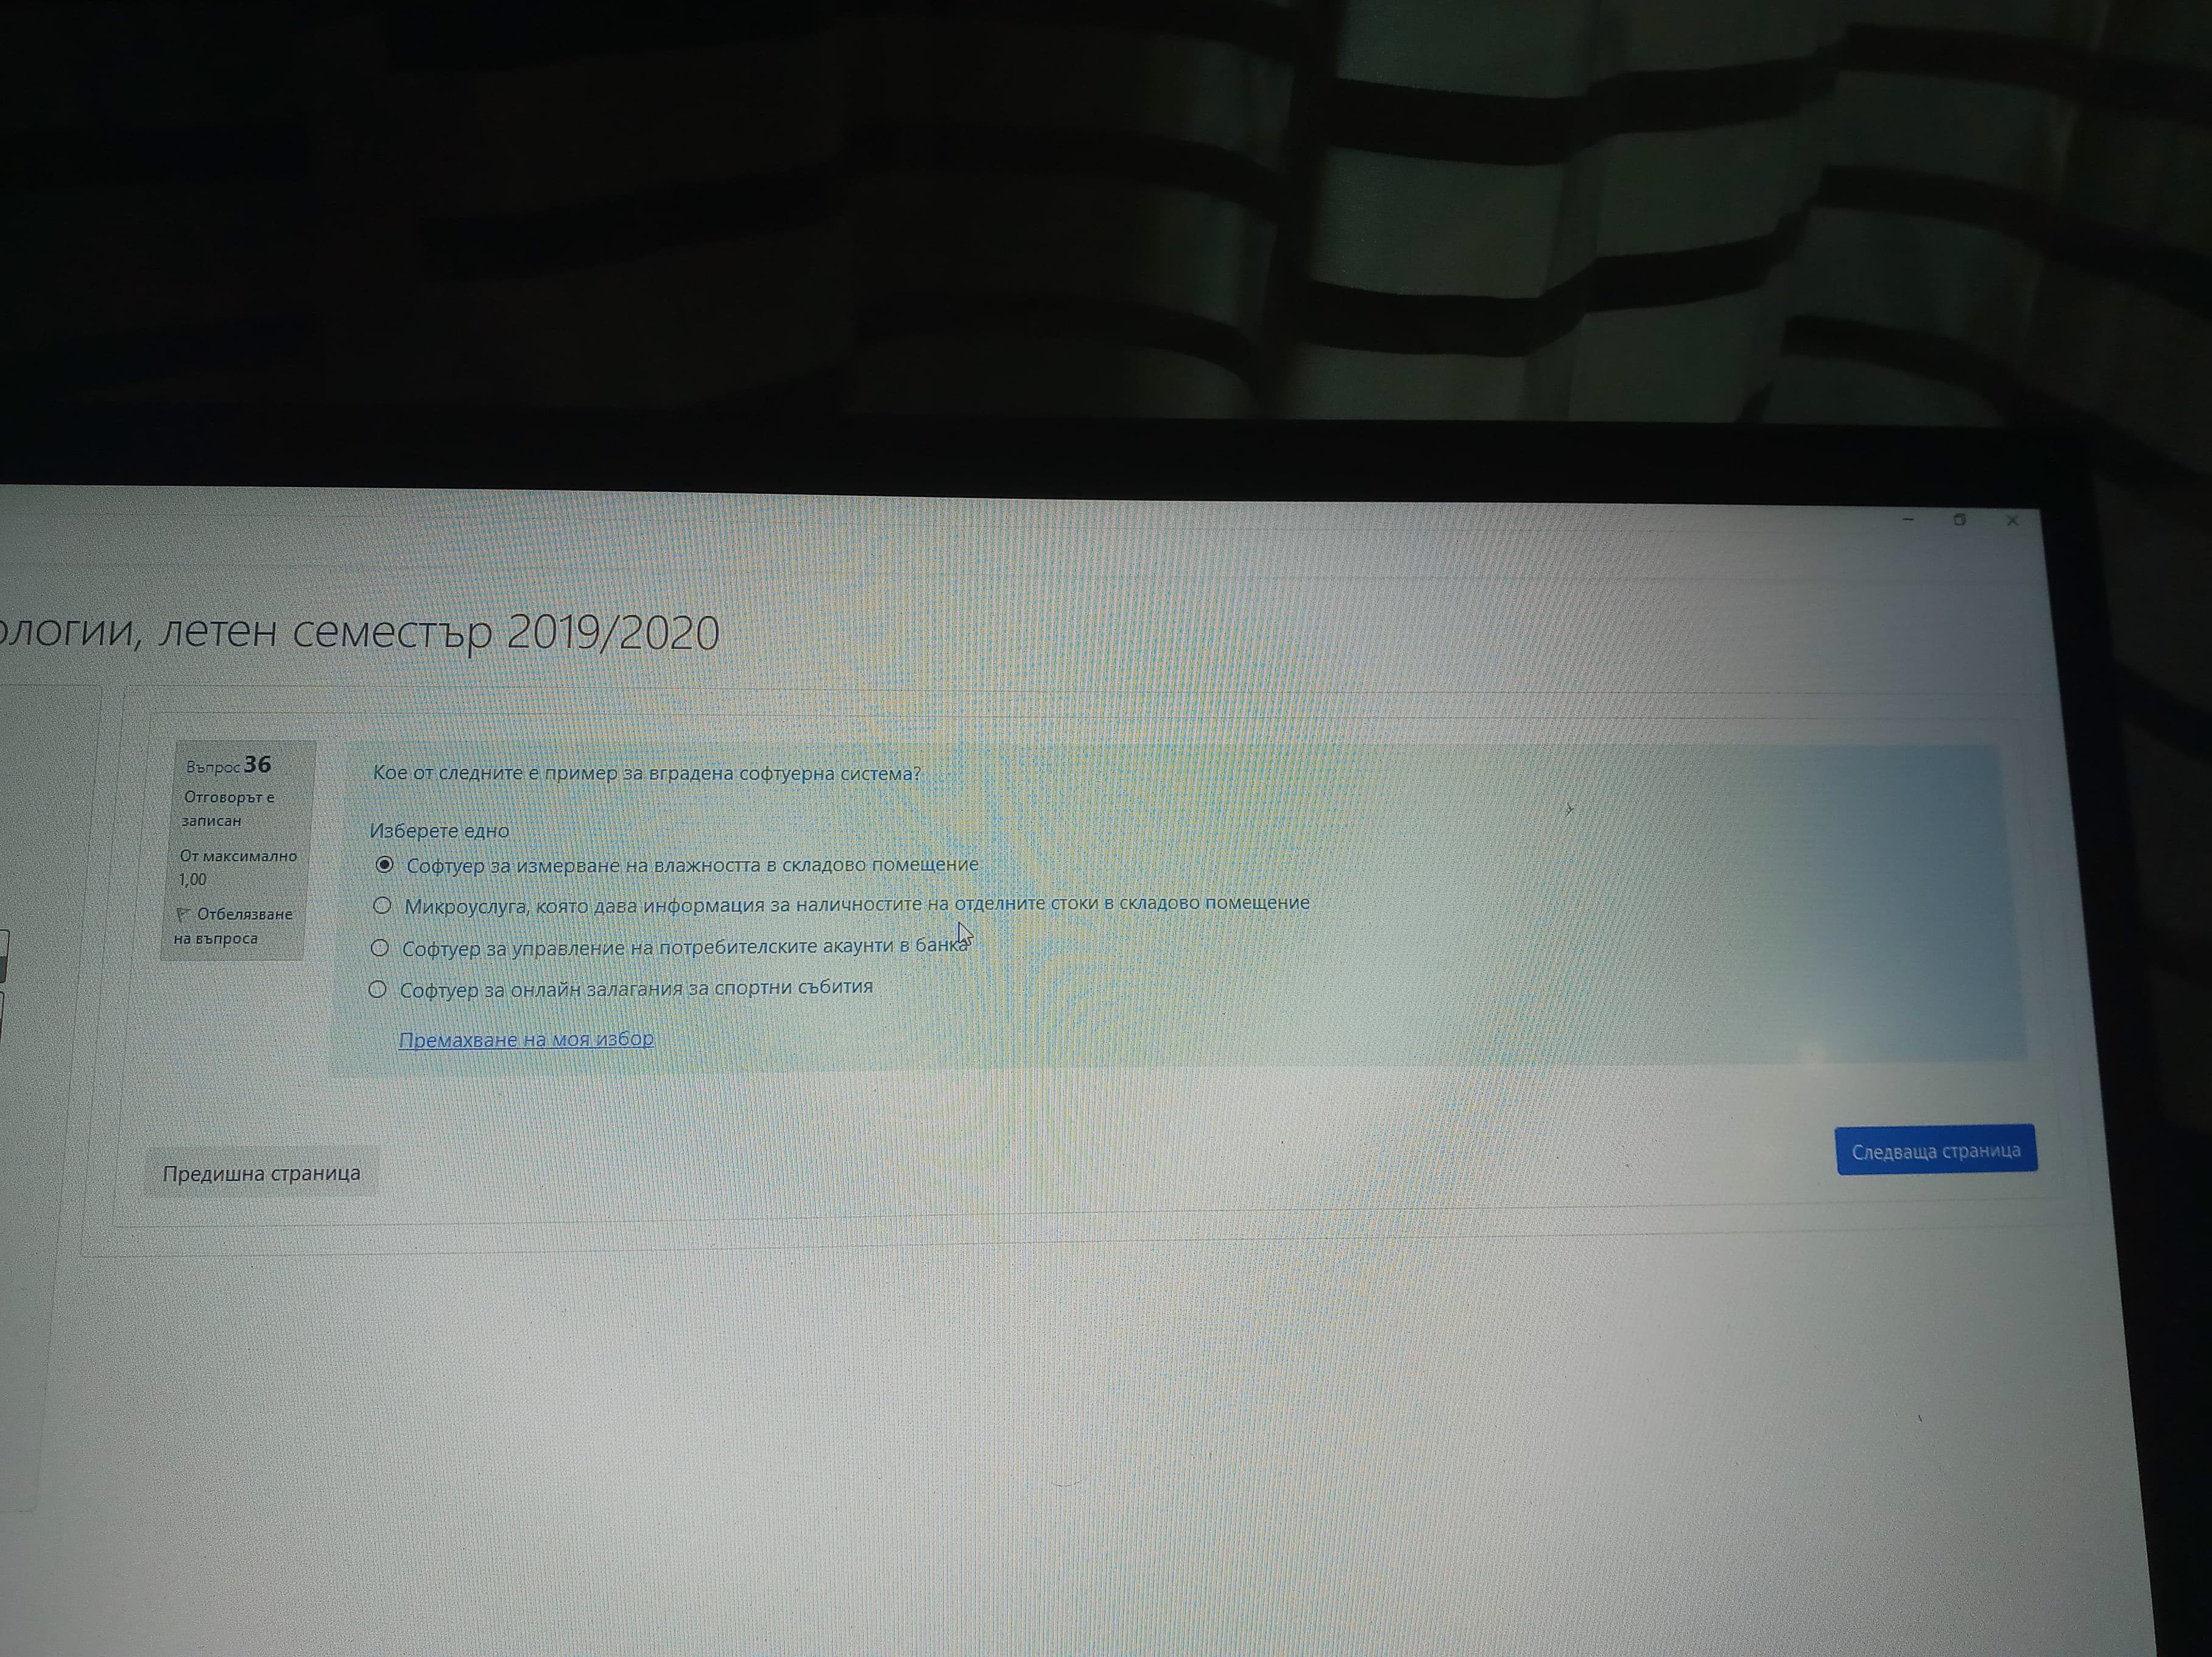 ологии, летен семестър 2019/2020
Въпрос 36
Отговорът е
записан
От максимално
1,00
Отбелязване
на въпроса
Кое от следните е пример за вградена софтуерна система?
Изберете едно
Софтуер за измерване на влажността в складово помещение
Микроуслуга, която дава информация за наличностите на отделните стоки в складово помещение
Софтуер за управление на потребителските акаунти в банка
Софтуер за онлайн залагания за спортни събития
Премахване на моя избор
Предишна страница
Следваща страница